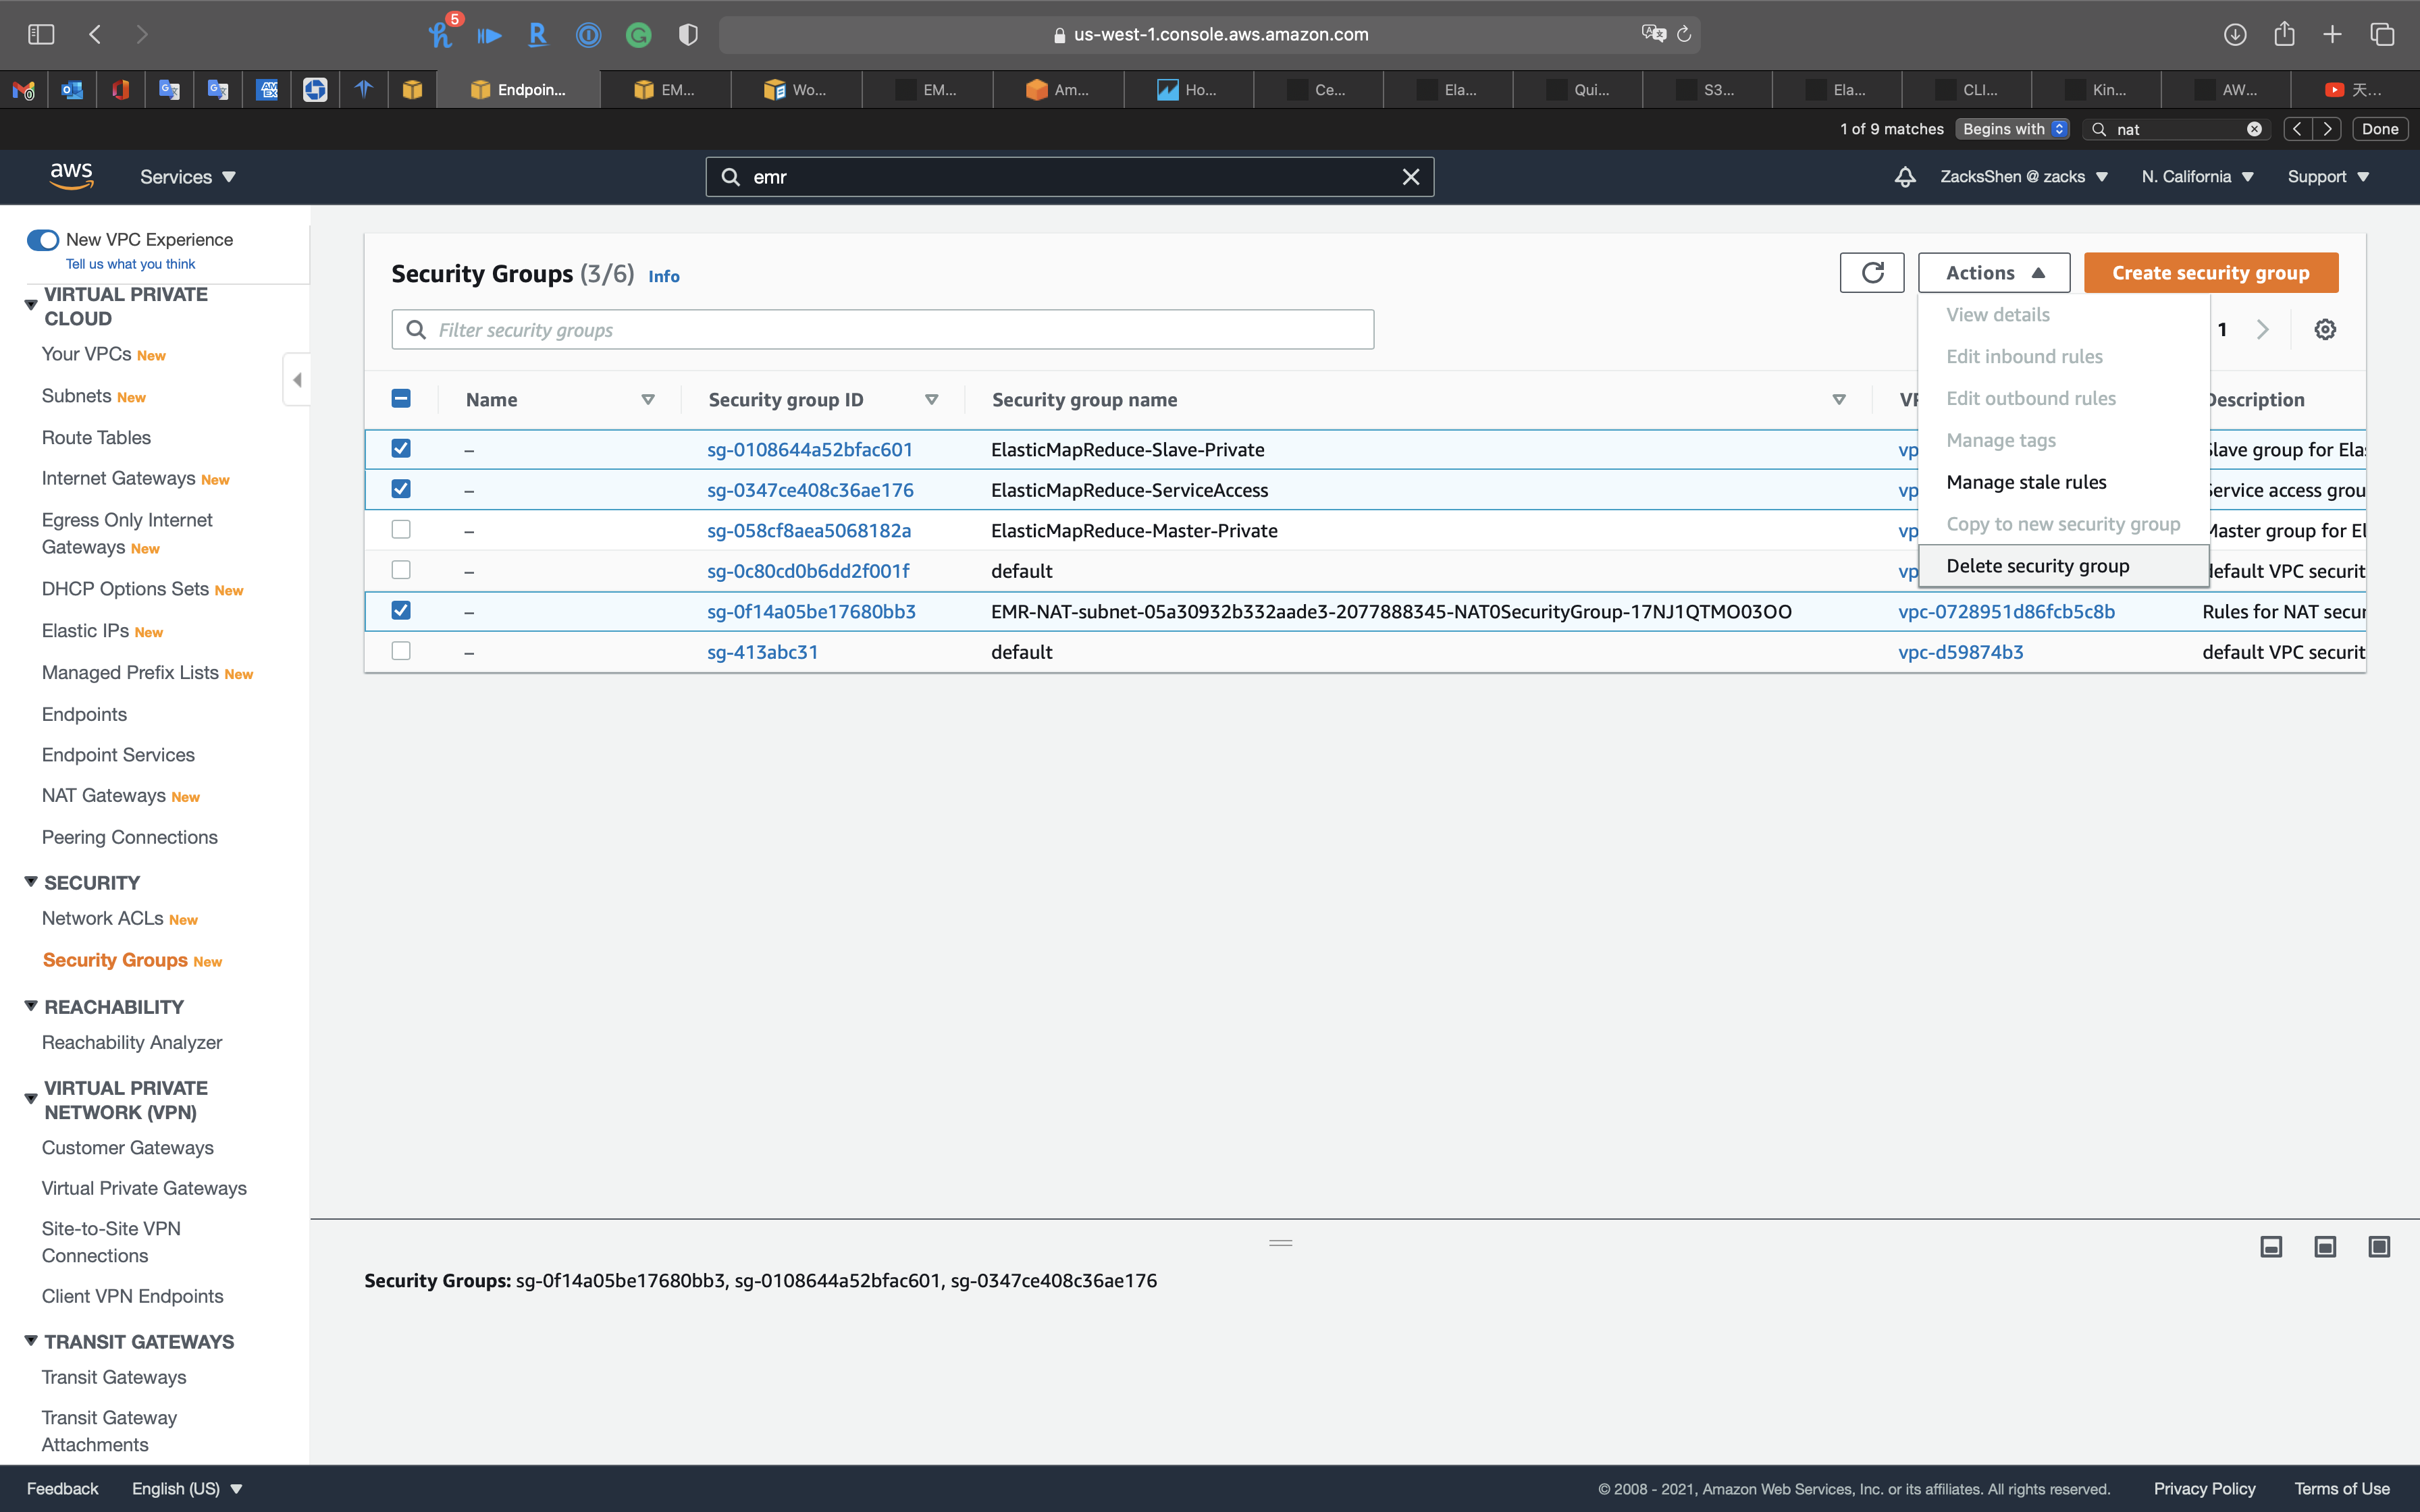 5
us-west-1.console.aws.amazon.com
0
Endpoin...
EM...
Wo...
EM...
Am...
Ho...
Ce...
Ela...
Qui...
S3...
Ela...
CLI...
Kin...
AW...
天...
1 of 9 matches
Begins with
nat
Done
aws
Services
emr
ZacksShen @ zacks
N. California
Support
New VPC Experience
Tell us what you think
VIRTUAL PRIVATE
CLOUD
Your VPCs New
Subnets New
Route Tables
Internet Gateways New
Egress Only Internet
Gateways New
DHCP Options Sets New
Elastic IPs New
Managed Prefix Lists New
Endpoints
Endpoint Services
NAT Gateways New
Peering Connections
SECURITY
Network ACLs New
Security Groups New
REACHABILITY
Reachability Analyzer
VIRTUAL PRIVATE
NETWORK (VPN)
Customer Gateways
Virtual Private Gateways
Site-to-Site VPN
Connections
Client VPN Endpoints
TRANSIT GATEWAYS
Transit Gateways
Transit Gateway
Attachments
Security Groups (3/6) Info
Actions
Create security group
Filter security groups
1
View details
Edit inbound rules
Edit outbound rules
Manage tags
Manage stale rules
Copy to new security group
Delete security group
Name Security group ID Security group name Description
– sg-0108644a52bfac601 ElasticMapReduce-Slave-Private vp Slave group for Elas
– sg-0347ce408c36ae176 ElasticMapReduce-ServiceAccess vp Service access grou
– sg-058cf8aea5068182a ElasticMapReduce-Master-Private vp Master group for El
– sg-0c80cd0b6dd2f001f default vp default VPC securit
– sg-0f14a05be17680bb3 EMR-NAT-subnet-05a30932b332aade3-2077888345-NAT0SecurityGroup-17NJ1QTMO03OO vpc-0728951d86fcb5c8b Rules for NAT secur
– sg-413abc31 default vpc-d59874b3 default VPC securit
Security Groups: sg-0f14a05be17680bb3, sg-0108644a52bfac601, sg-0347ce408c36ae176
Feedback
English (US)
© 2008 - 2021, Amazon Web Services, Inc. or its affiliates. All rights reserved.
Privacy Policy
Terms of Use